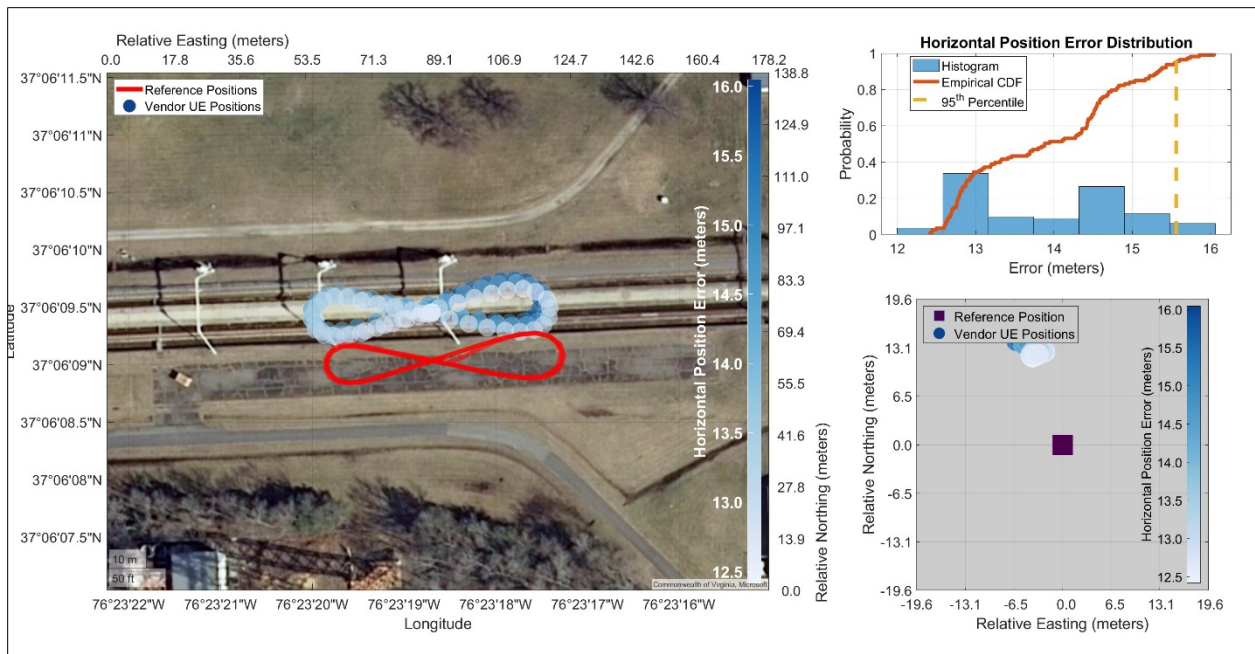 Relative Easting (meters)
0.0 17.8 35.6 53.5 71.3 89.1 106.9 124.7 142.6 160.4 178.2
37°06'11.5"N
37°06'11"N
37°06'10.5"N
37°06'10"N
37°06'09.5"N
37°06'09"N
37°06'08.5"N
37°06'08"N
37°06'07.5"N
Latitude
Reference Positions
Vendor UE Positions
16.0
15.5
15.0
14.5
14.0
13.5
13.0
12.5
Horizontal Position Error (meters)
138.8
124.9
111.0
97.1
83.3
69.4
55.5
41.6
27.8
13.9
0.0
Relative Northing (meters)
10 m
50 ft
Commonwealth of Virginia, Microsoft
76°23'22"W 76°23'21"W 76°23'20"W 76°23'19"W 76°23'18"W 76°23'17"W 76°23'16"W
Longitude
Horizontal Position Error Distribution
1
0.8
0.6
0.4
0.2
0
Probability
Histogram
Empirical CDF
95th Percentile
12 13 14 15 16
Error (meters)
19.6
13.1
6.5
0.0
-6.5
-13.1
-19.6
Relative Northing (meters)
Reference Position
Vendor UE Positions
16.0
15.5
15.0
14.5
14.0
13.5
13.0
12.5
Horizontal Position Error (meters)
-19.6 -13.1 -6.5 0.0 6.5 13.1 19.6
Relative Easting (meters)